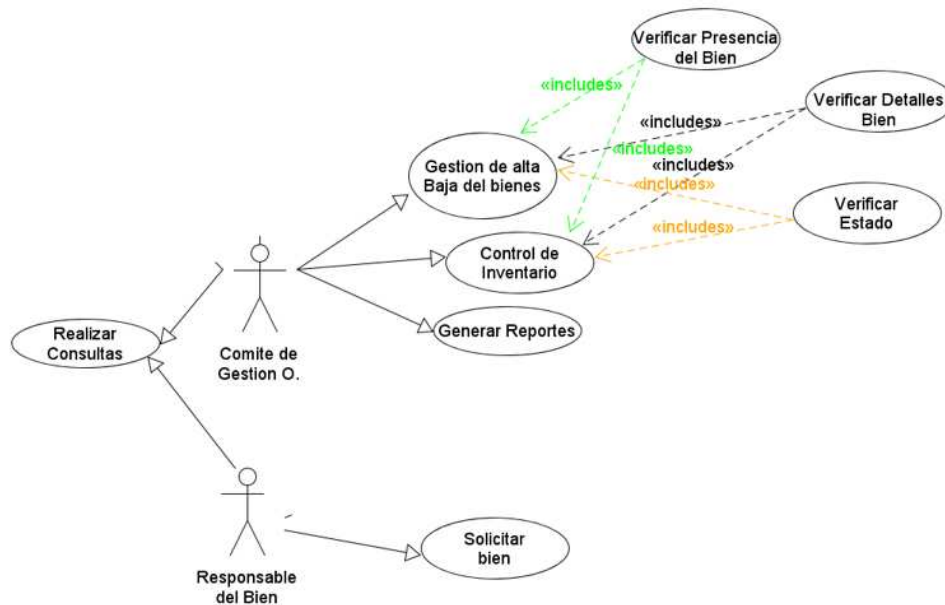 Verificar Presencia
del Bien
«includes»
Verificar Detalles
Bien
«includes»
«includes»
Gestion de alta
Baja del bienes
«includes»
«includes»
Verificar
Estado
«includes»
Control de
Inventario
Generar Reportes
Realizar
Consultas
Comite de
Gestion O.
Solicitar
bien
Responsable
del Bien